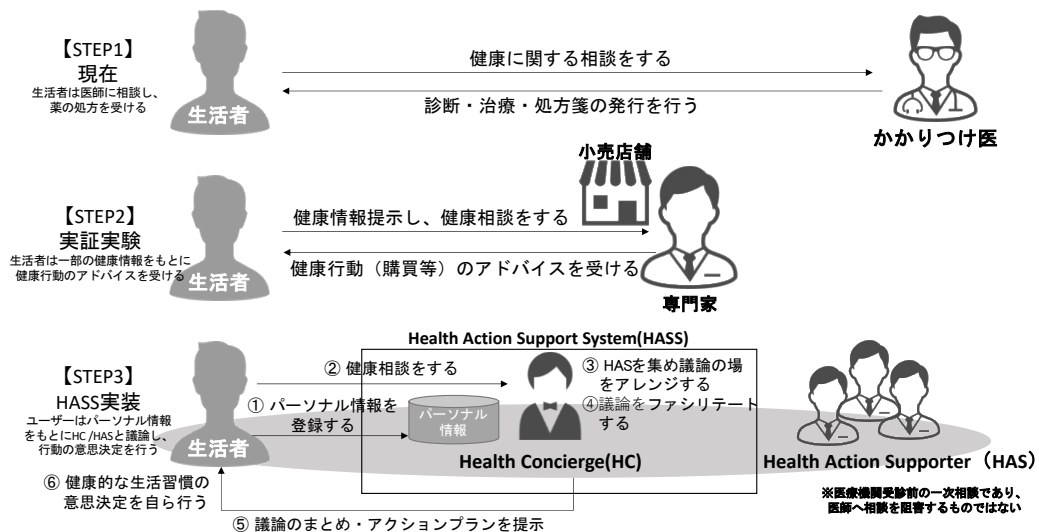 【STEP1】
現在
生活者は医師に相談し、
薬の処方を受ける
生活者
健康に関する相談をする
診断・治療・処方箋の発行を行う
かかりつけ医
【STEP2】
実証実験
生活者は一部の健康情報をもとに
健康行動のアドバイスを受ける
生活者
健康情報提示し、健康相談をする
健康行動（購買等）のアドバイスを受ける
小売店舗
専門家
【STEP3】
HASS実装
ユーザーはパーソナル情報
をもとにHC/HASと議論し、
行動の意思決定を行う
生活者
Health Action Support System(HASS)
② 健康相談をする
① パーソナル情報を
登録する
パーソナル
情報
③ HASを集め議論の場
をアレンジする
④議論をファシリテート
する
Health Concierge(HC)
Health Action Supporter（HAS）
⑥ 健康的な生活習慣の
意思決定を自ら行う
⑤ 議論のまとめ・アクションプランを提示
※医療機関受診前の一次相談であり、
医師へ相談を阻害するものではない